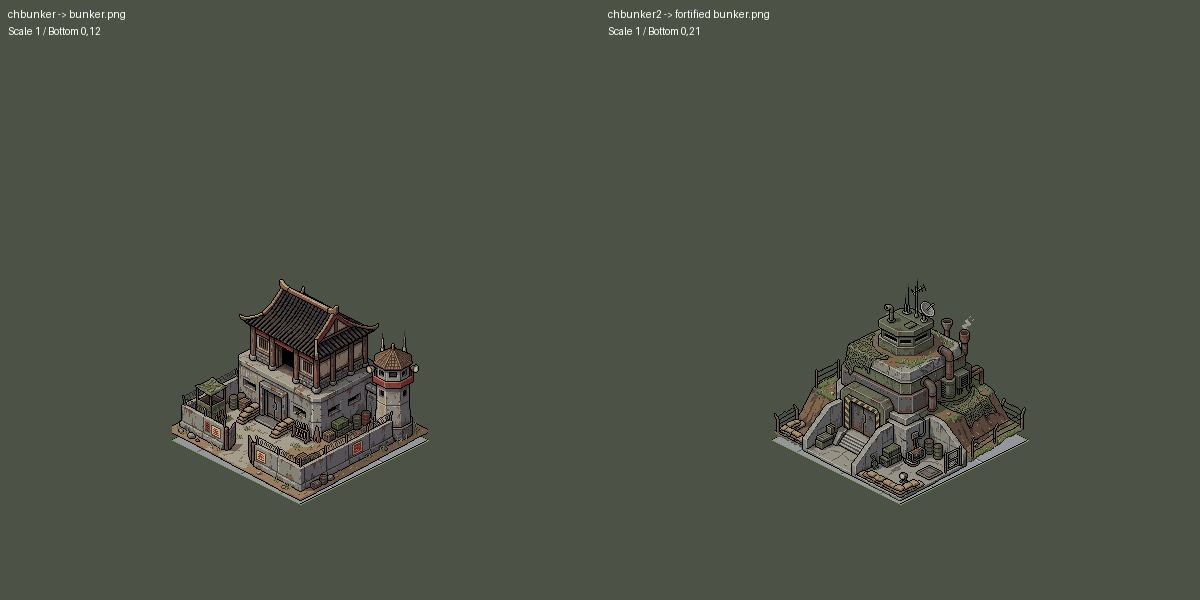 chbunker -> bunker.png
Scale 1 / Bottom 0,12
chbunker2 -> fortified bunker.png
Scale 1 / Bottom 0,21